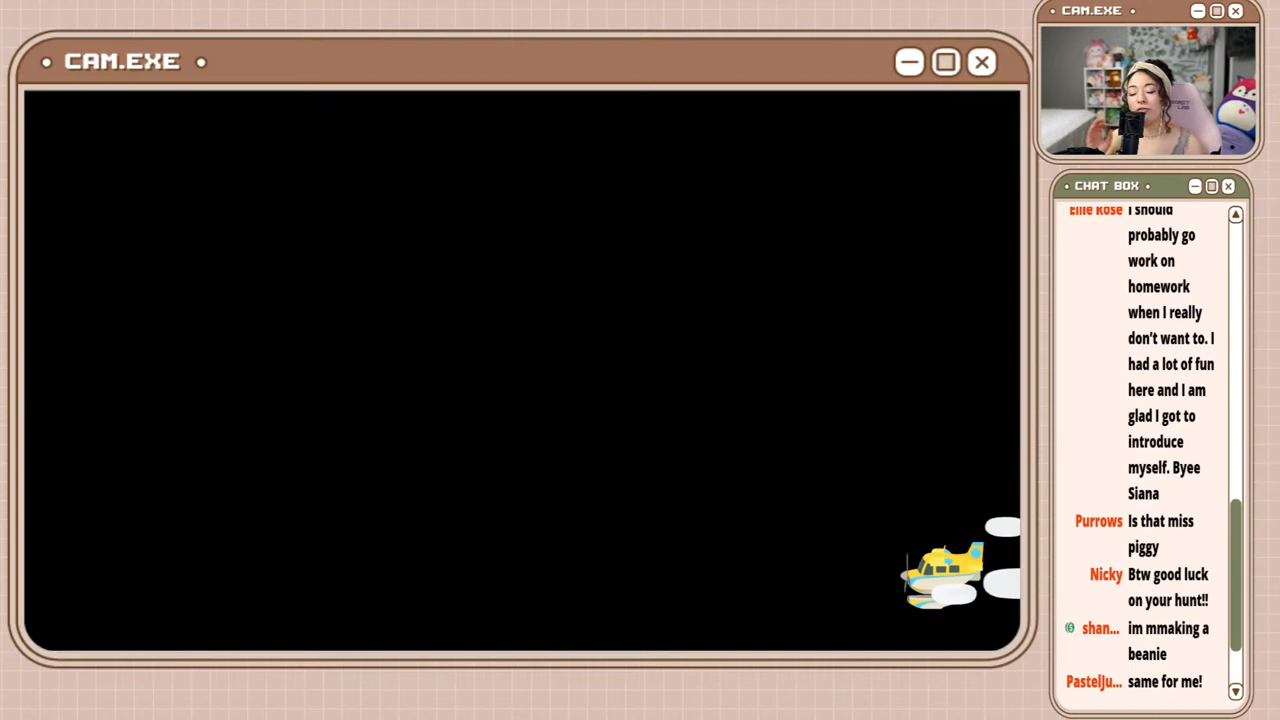 CAM.EXE
CAM.EXE
CHAT BOX
Ellie Rose I should
probably go
work on
homework
when I really
don't want to. I
had a lot of fun
here and I am
glad I got to
introduce
myself. Byee
Siana
Purrows Is that miss
piggy
Nicky Btw good luck
on your hunt!!
shan... im mmaking a
beanie
PastelJu... same for me!